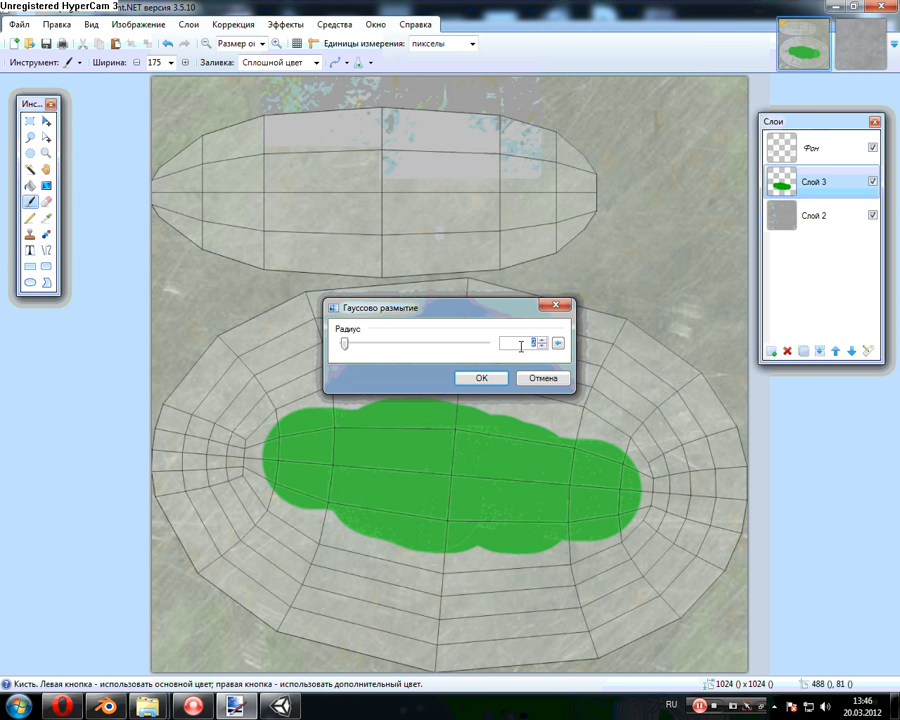 Unregistered HyperCam 3
nt.NET версия 3.5.10
Файл Правка Вид Изображение Слои Коррекция Эффекты Средства Окно Справка
Размер Единицы измерения: пикселы
Инструмент: Ширина: 175 Заливка: Сплошной цвет
Инс...
Слои
Фон
Слой 3
Слой 2
Гауссово размытие
Радиус
2
OK Отмена
Кисть. Левая кнопка - использовать основной цвет; правая кнопка - использовать дополнительный цвет.
1024 () x 1024 () 488 (), 81 ()
RU 13:46
20.03.2012